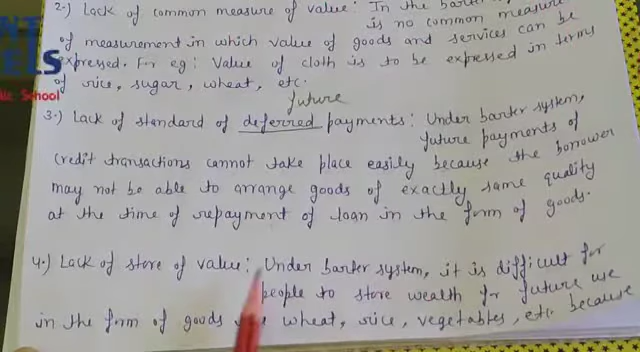 2.) Lack of common measure of value: In the barter
is no common measure
of measurement in which value of goods and services can be
expressed. For eg: Value of cloth is to be expressed in terms
of rice, sugar, wheat, etc.
future
3.) Lack of standard of deferred payments: Under barter system,
future payments of
credit transactions cannot take place easily because the borrower
may not be able to arrange goods of exactly same quality
at the time of repayment of loan in the form of goods.
4.) Lack of store of value: Under barter system, it is difficult for
people to store wealth for future use
in the form of goods wheat, rice, vegetables, etc. because
School